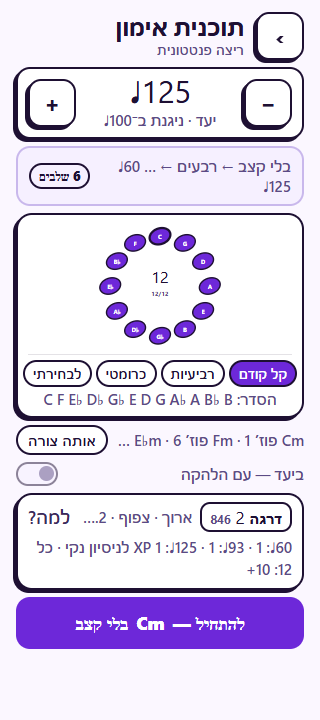 תוכנית אימון
ריצה פנטטונית
‹
−
♩125
+
יעד · ניגנת ב־♩100
בלי קצב ← רבעים ← ... ♩60
♩125
6 שלבים
C
G
D
A
E
B
G♭
D♭
A♭
E♭
B♭
F
12
12/12
קל קודם
רביעיות
כרומטי
לבחירתי
הסדר: C F E♭ D♭ G♭ E D G A♭ A B♭ B
Cm פוז׳ 1 · Fm פוז׳ 6 · E♭m ...
אותה צורה
ביעד — עם הלהקה
דרגה 2 846
ארוך · צפוף · 2....
למה?
♩60: 1 · ♩93: 1 · ♩125: 1 XP לניסיון נקי · כל
12: 10+
להתחיל — Cm בלי קצב